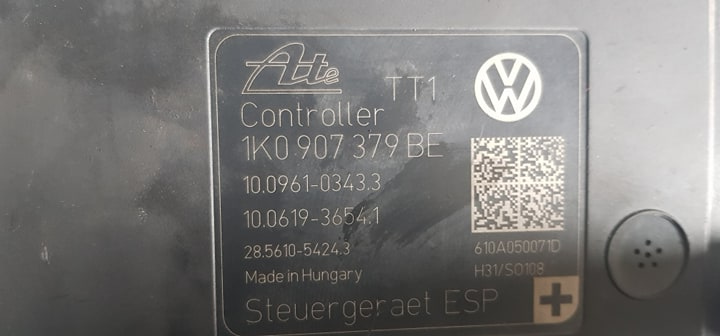 Ate
TT1
Controller
1K0 907 379 BE
10.0961-0343.3
10.0619-3654.1
28.5610-5424.3
610A050071D
Made in Hungary
H31/SO108
Steuergeraet ESP